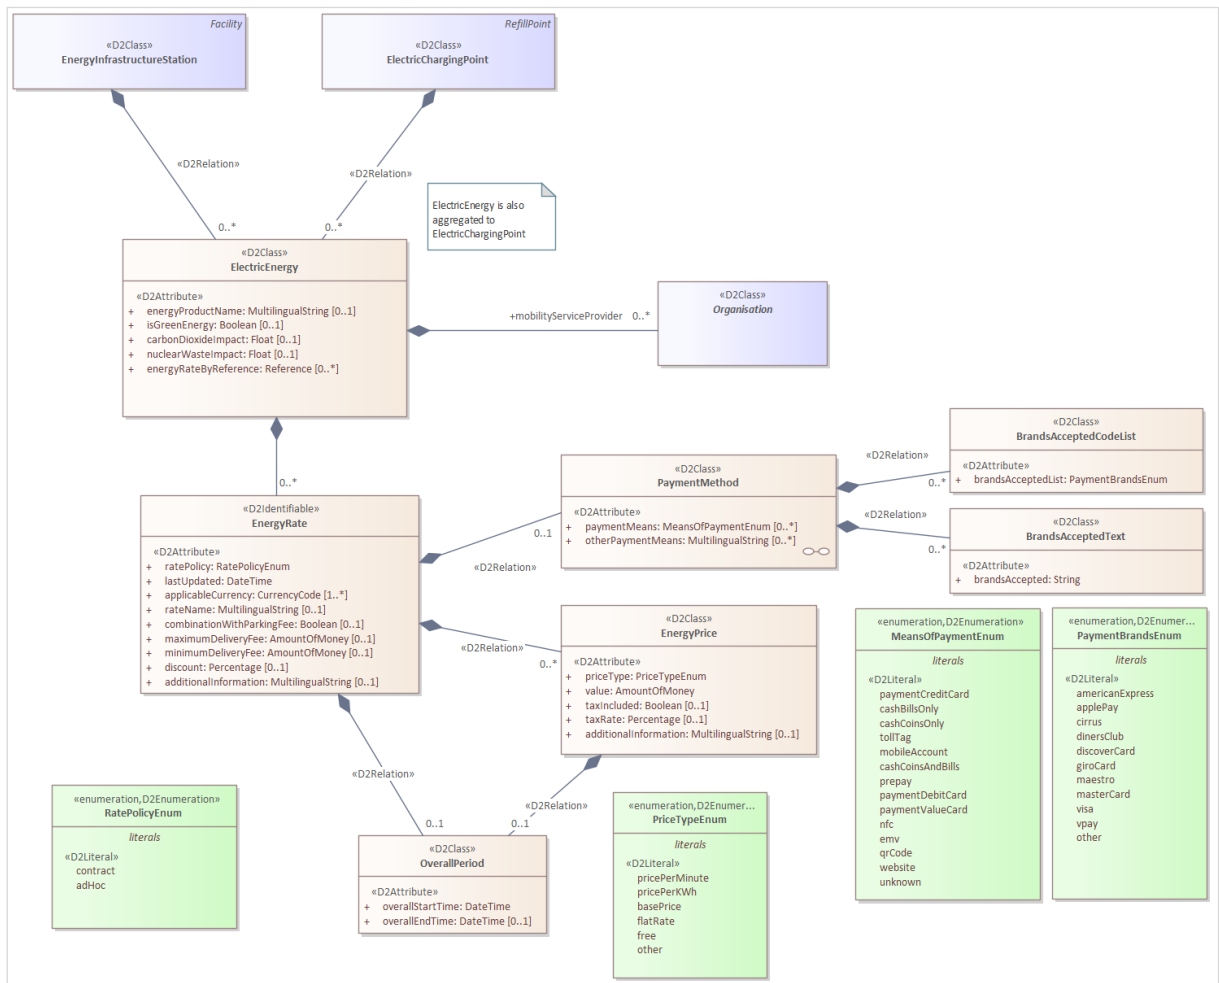 Facility
«D2Class»
EnergyInfrastructureStation
RefillPoint
«D2Class»
ElectricChargingPoint
«D2Relation»
«D2Relation»
0..*
0..*
ElectricEnergy is also
aggregated to
ElectricChargingPoint
«D2Class»
ElectricEnergy
«D2Attribute»
+ energyProductName: MultilingualString [0..1]
+ isGreenEnergy: Boolean [0..1]
+ carbonDioxideImpact: Float [0..1]
+ nuclearWasteImpact: Float [0..1]
+ energyRateByReference: Reference [0..*]
+mobilityServiceProvider 0..*
«D2Class»
Organisation
0..*
«D2Identifiable»
EnergyRate
«D2Attribute»
+ ratePolicy: RatePolicyEnum
+ lastUpdated: DateTime
+ applicableCurrency: CurrencyCode [1..*]
+ rateName: MultilingualString [0..1]
+ combinationWithParkingFee: Boolean [0..1]
+ maximumDeliveryFee: AmountOfMoney [0..1]
+ minimumDeliveryFee: AmountOfMoney [0..1]
+ discount: Percentage [0..1]
+ additionalInformation: MultilingualString [0..1]
0..1
«D2Relation»
«D2Class»
PaymentMethod
«D2Attribute»
+ paymentMeans: MeansOfPaymentEnum [0..*]
+ otherPaymentMeans: MultilingualString [0..*]
«D2Relation»
0..*
«D2Class»
BrandsAcceptedCodeList
«D2Attribute»
+ brandsAcceptedList: PaymentBrandsEnum
«D2Relation»
0..*
«D2Class»
BrandsAcceptedText
«D2Attribute»
+ brandsAccepted: String
«D2Relation»
0..*
«D2Class»
EnergyPrice
«D2Attribute»
+ priceType: PriceTypeEnum
+ value: AmountOfMoney
+ taxIncluded: Boolean [0..1]
+ taxRate: Percentage [0..1]
+ additionalInformation: MultilingualString [0..1]
«enumeration,D2Enumeration»
MeansOfPaymentEnum
literals
«D2Literal»
paymentCreditCard
cashBillsOnly
cashCoinsOnly
tollTag
mobileAccount
cashCoinsAndBills
prepay
paymentDebitCard
paymentValueCard
nfc
emv
qrCode
website
unknown
«enumeration,D2Enumer...
PaymentBrandsEnum
literals
«D2Literal»
americanExpress
applePay
cirrus
dinersClub
discoverCard
giroCard
maestro
masterCard
visa
vpay
other
«D2Relation»
0..1
«D2Relation»
0..1
«enumeration,D2Enumeration»
RatePolicyEnum
literals
«D2Literal»
contract
adHoc
«D2Class»
OverallPeriod
«D2Attribute»
+ overallStartTime: DateTime
+ overallEndTime: DateTime [0..1]
«enumeration,D2Enumer...
PriceTypeEnum
literals
«D2Literal»
pricePerMinute
pricePerKWh
basePrice
flatRate
free
other